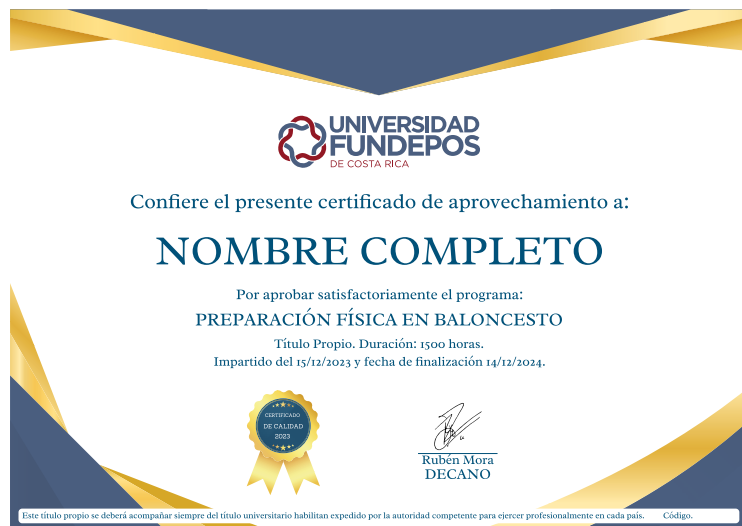 UNIVERSIDAD
FUNDEPOS
DE COSTA RICA
Confiere el presente certificado de aprovechamiento a:
NOMBRE COMPLETO
Por aprobar satisfactoriamente el programa:
PREPARACIÓN FÍSICA EN BALONCESTO
Título Propio. Duración: 1500 horas.
Impartido del 15/12/2023 y fecha de finalización 14/12/2024.
CERTIFICADO
DE CALIDAD
2023
Rubén Mora
DECANO
Este título propio se deberá acompañar siempre del título universitario habilitan expedido por la autoridad competente para ejercer profesionalmente en cada país. Código.